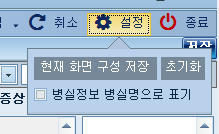 취소 설정 종료
저장
현재 화면 구성 저장 초기화
병실정보 병실명으로 표기
증상